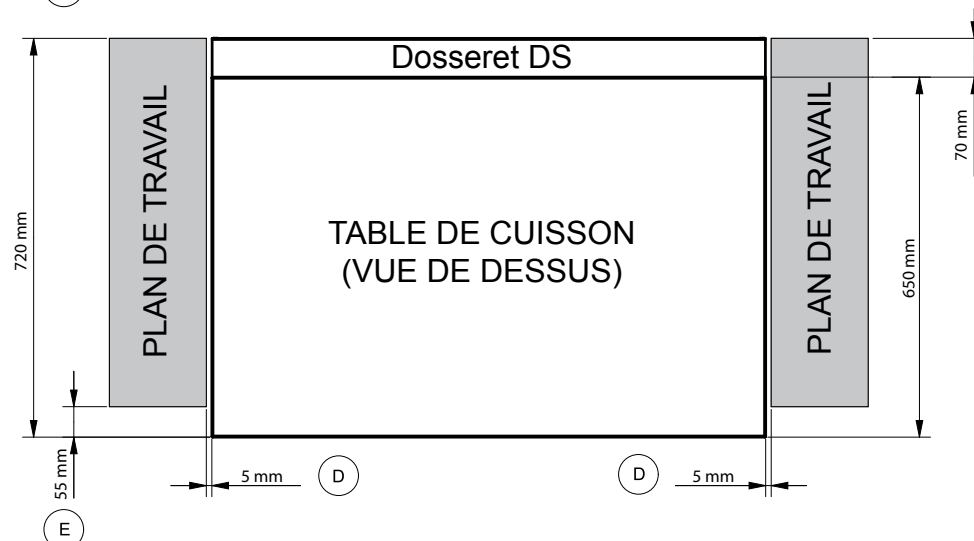 Dosseret DS
PLAN DE TRAVAIL
PLAN DE TRAVAIL
70 mm
720 mm
TABLE DE CUISSON
(VUE DE DESSUS)
650 mm
55 mm
5 mm
D
D
5 mm
E